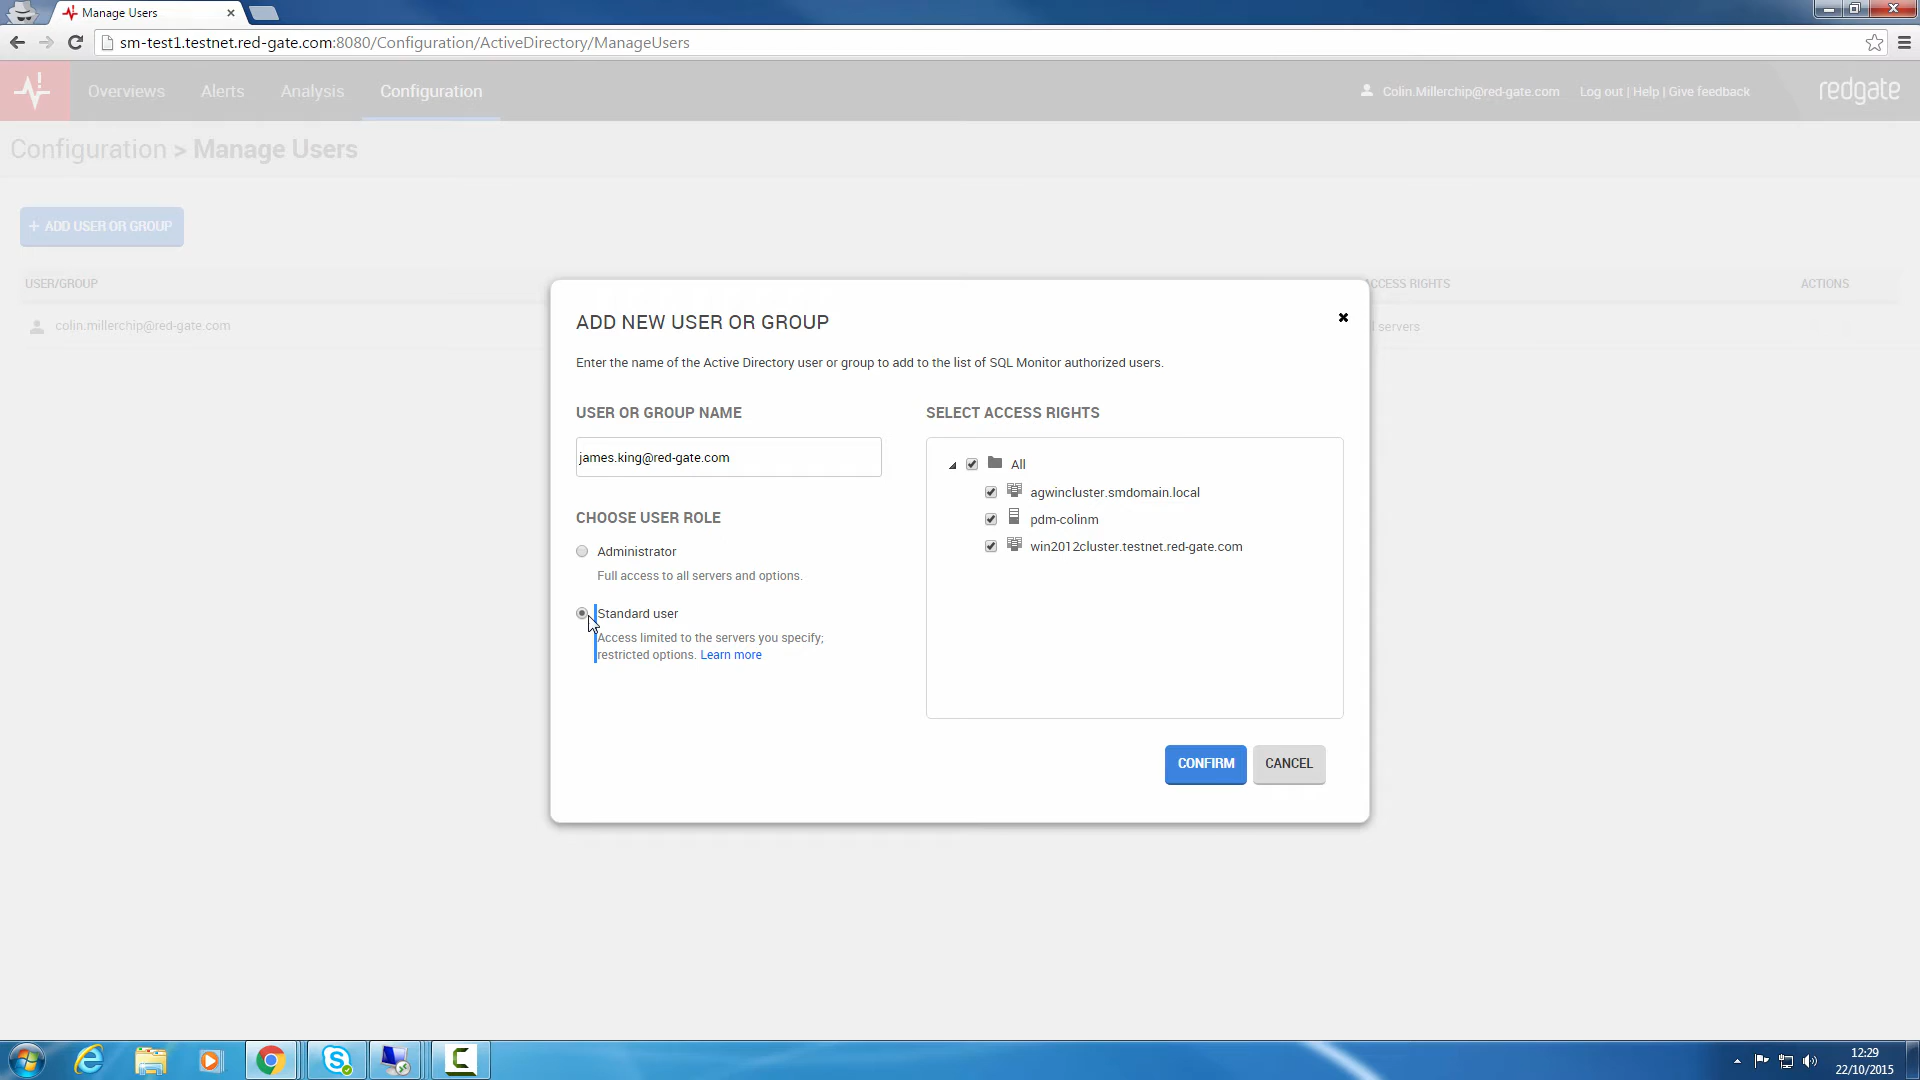 Manage Users
sm-test1.testnet.red-gate.com:8080/Configuration/ActiveDirectory/ManageUsers
Overviews Alerts Analysis Configuration
Colin.Millerchip@red-gate.com Log out | Help | Give feedback
redgate
Configuration > Manage Users
+ ADD USER OR GROUP
USER/GROUP CCESS RIGHTS ACTIONS
colin.millerchip@red-gate.com l servers
ADD NEW USER OR GROUP
Enter the name of the Active Directory user or group to add to the list of SQL Monitor authorized users.
USER OR GROUP NAME
james.king@red-gate.com
CHOOSE USER ROLE
Administrator
Full access to all servers and options.
Standard user
Access limited to the servers you specify;
restricted options. Learn more
SELECT ACCESS RIGHTS
All
agwincluster.smdomain.local
pdm-colinm
win2012cluster.testnet.red-gate.com
CONFIRM CANCEL
12:29
22/10/2015